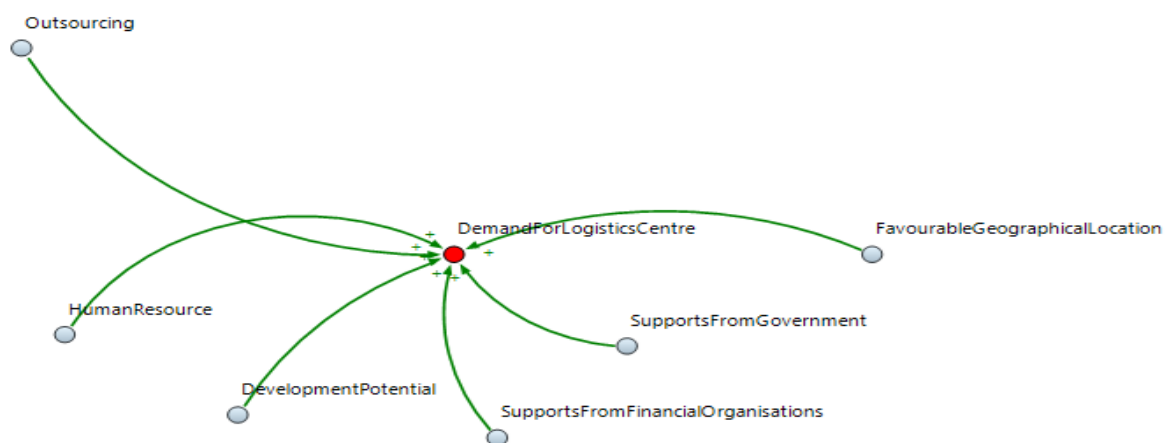 Outsourcing
DemandForLogisticsCentre
FavourableGeographicalLocation
+
+
+
+
+
+
HumanResource
SupportsFromGovernment
DevelopmentPotential
SupportsFromFinancialOrganisations